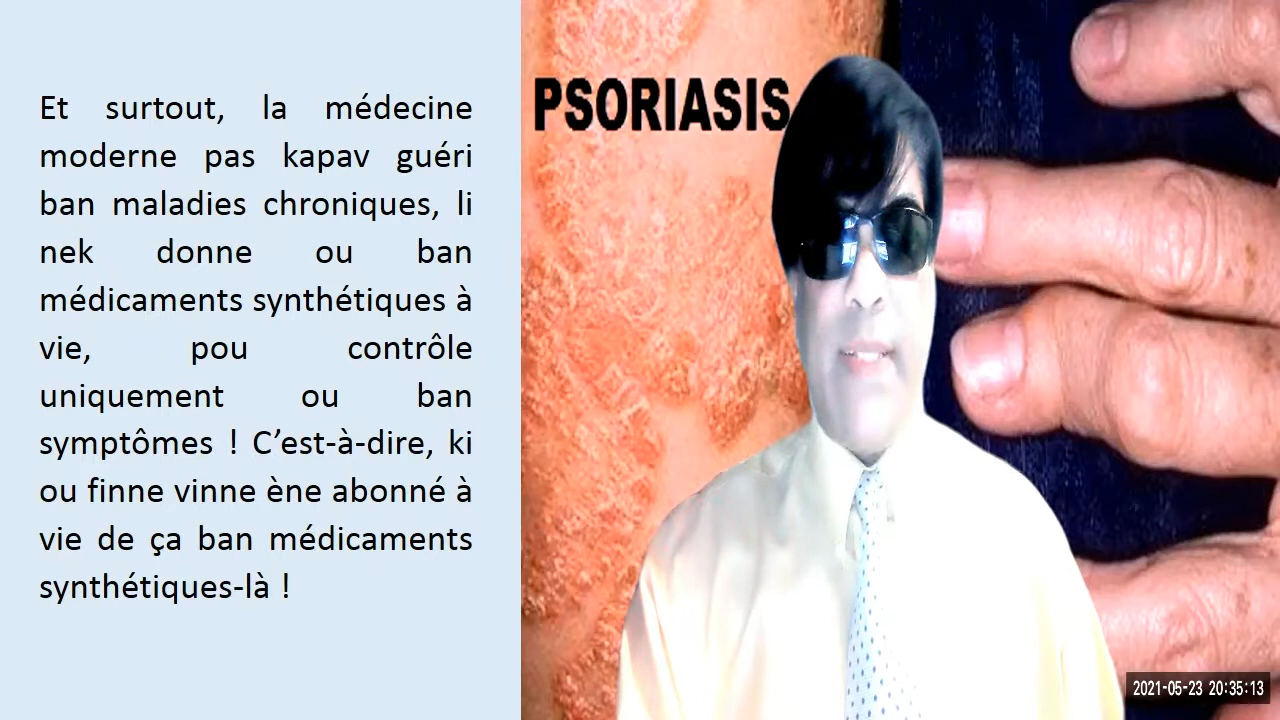 Et surtout, la médecine
moderne pas kapav guéri
ban maladies chroniques, li
nek donne ou ban
médicaments synthétiques à
vie, pou contrôle
uniquement ou ban
symptômes ! C’est-à-dire, ki
ou finne vinne ène abonné à
vie de ça ban médicaments
synthétiques-là !
PSORIASIS
2021-05-23 20:35:13